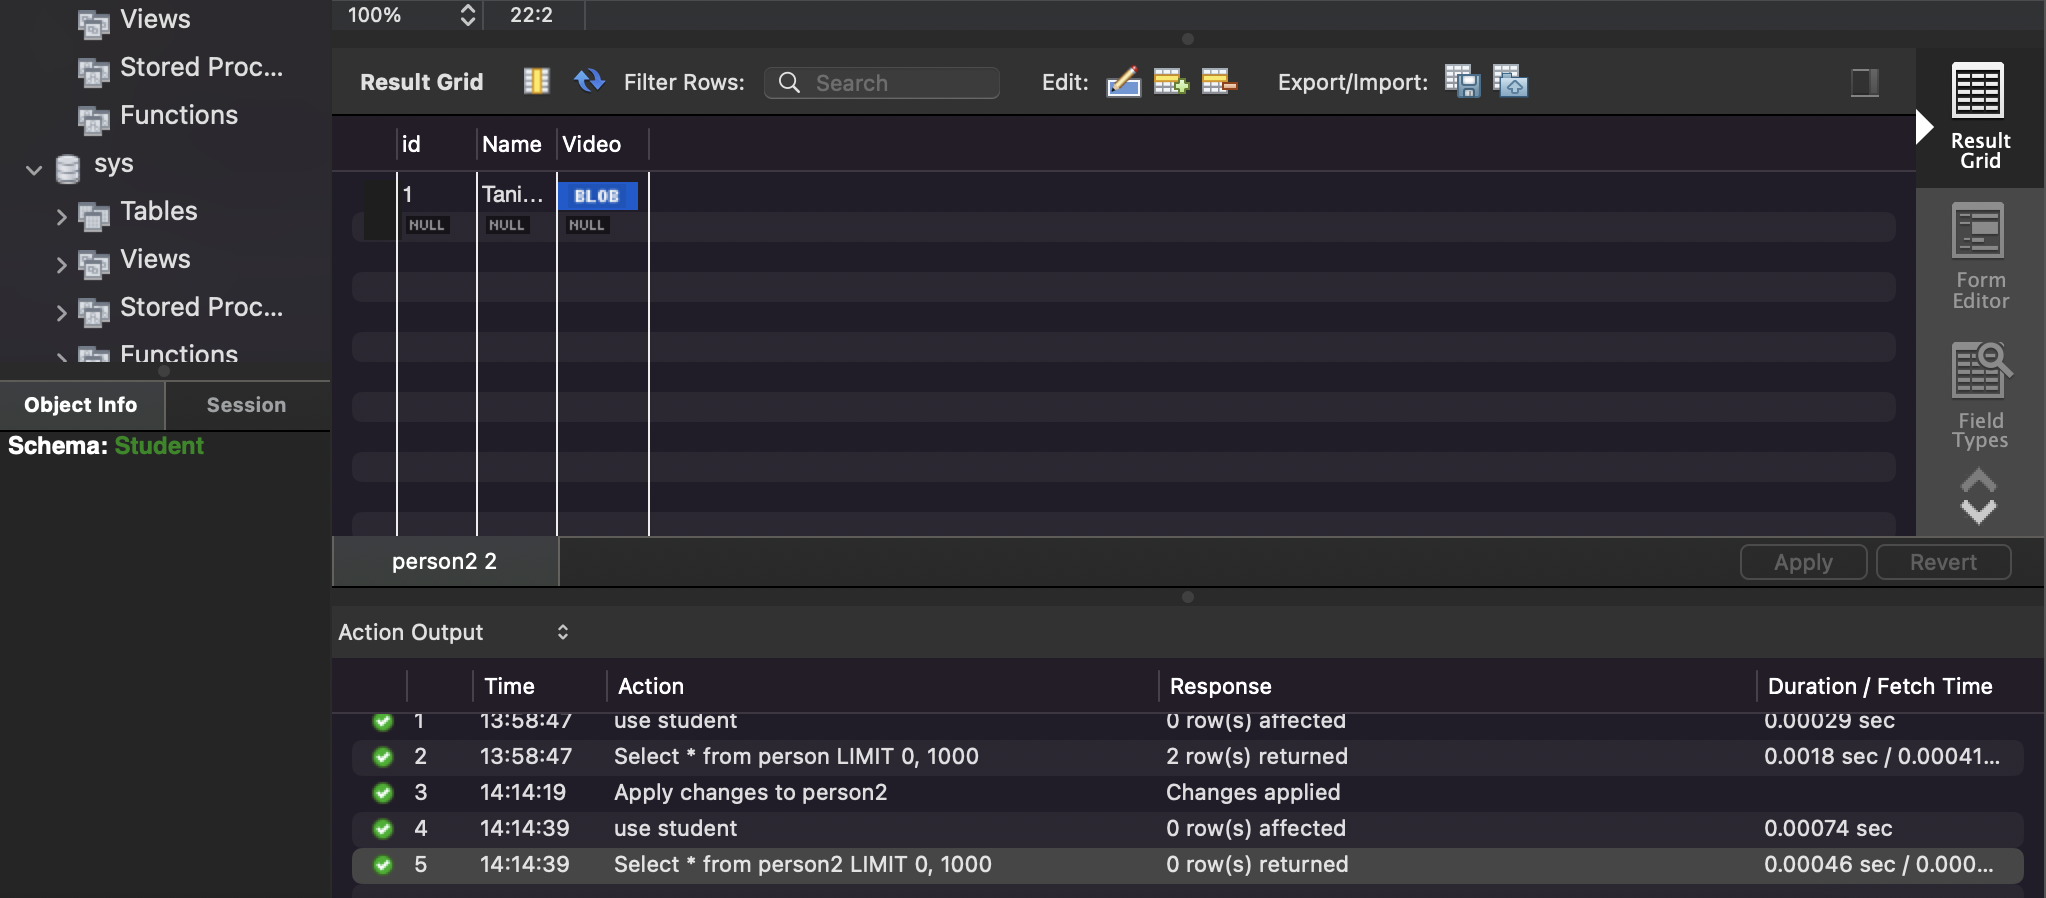 Views
Stored Proc...
Functions
sys
Tables
Views
Stored Proc...
Functions
Object Info Session
Schema: Student
100% 22:2
Result Grid Filter Rows: Search Edit: Export/Import:
id Name Video
1 Tani... BLOB
NULL NULL NULL
Result
Grid
Form
Editor
Field
Types
person2 2 Apply Revert
Action Output
Time Action Response Duration / Fetch Time
1 13:58:47 use student 0 row(s) affected 0.00029 sec
2 13:58:47 Select * from person LIMIT 0, 1000 2 row(s) returned 0.0018 sec / 0.00041...
3 14:14:19 Apply changes to person2 Changes applied
4 14:14:39 use student 0 row(s) affected 0.00074 sec
5 14:14:39 Select * from person2 LIMIT 0, 1000 0 row(s) returned 0.00046 sec / 0.000...